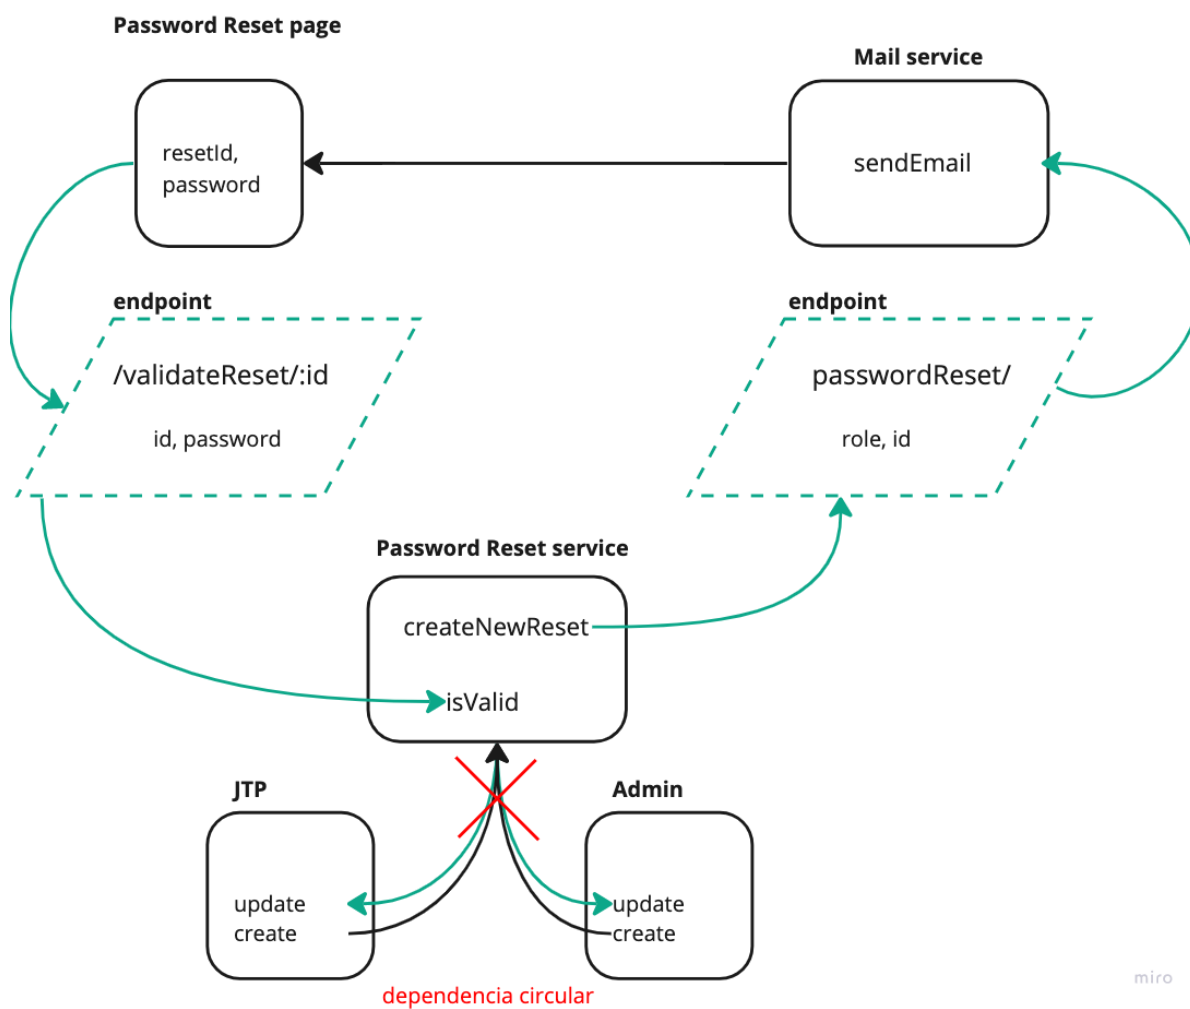 Password Reset page
Mail service
resetId,
password
sendEmail
endpoint
endpoint
/validateReset/:id
passwordReset/
id, password
role, id
Password Reset service
createNewReset
isValid
JTP
Admin
update
create
update
create
dependencia circular
miro